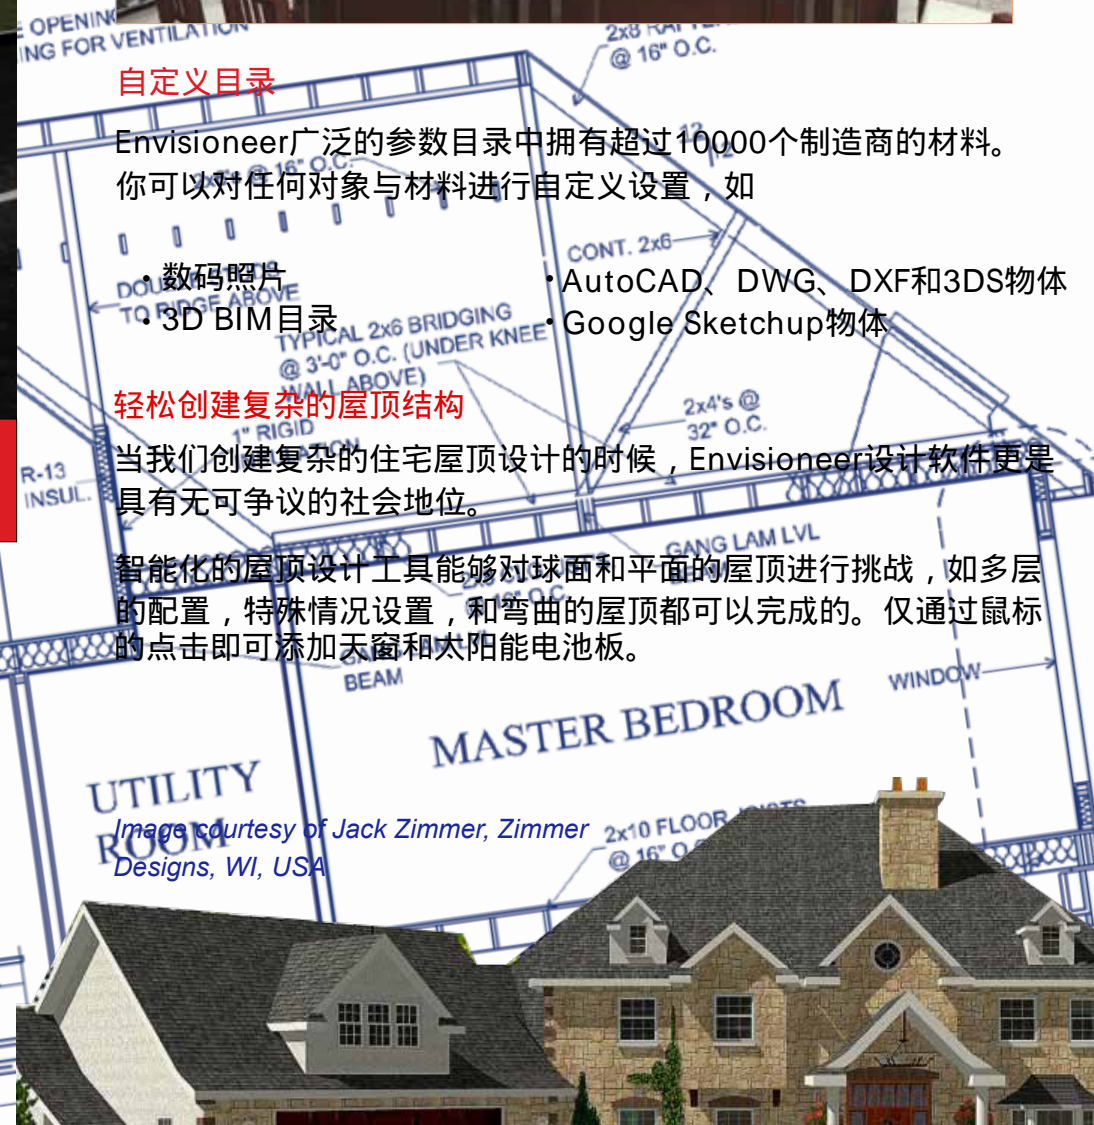 E OPENING
ING FOR VENTILATION
2x8
@ 16" O.C.
自定义目录
Envisioneer广泛的参数目录中拥有超过10000个制造商的材料。
12
12
@ 16" O.C.
你可以对任何对象与材料进行自定义设置，如
CONT. 2x6
• 数码照片
• AutoCAD、DWG、DXF和3DS物体
TO RIDGE ABOVE
• 3D BIM目录
• Google Sketchup物体
TYPICAL 2x6 BRIDGING
@ 3'-0" O.C. (UNDER KNEE
WALL ABOVE)
轻松创建复杂的屋顶结构
2x4's @
32" O.C.
1" RIGID
当我们创建复杂的住宅屋顶设计的时候，Envisioneer设计软件更是
R-13
INSUL.
具有无可争议的社会地位。
GANG LAM LVL
智能化的屋顶设计工具能够对球面和平面的屋顶进行挑战，如多层
的配置，特殊情况设置，和弯曲的屋顶都可以完成的。仅通过鼠标
的点击即可添加天窗和太阳能电池板。
BEAM
WINDOW
MASTER BEDROOM
UTILITY
ROOM
Image courtesy of Jack Zimmer, Zimmer
Designs, WI, USA
2x10 FLOOR JOISTS
@ 16"